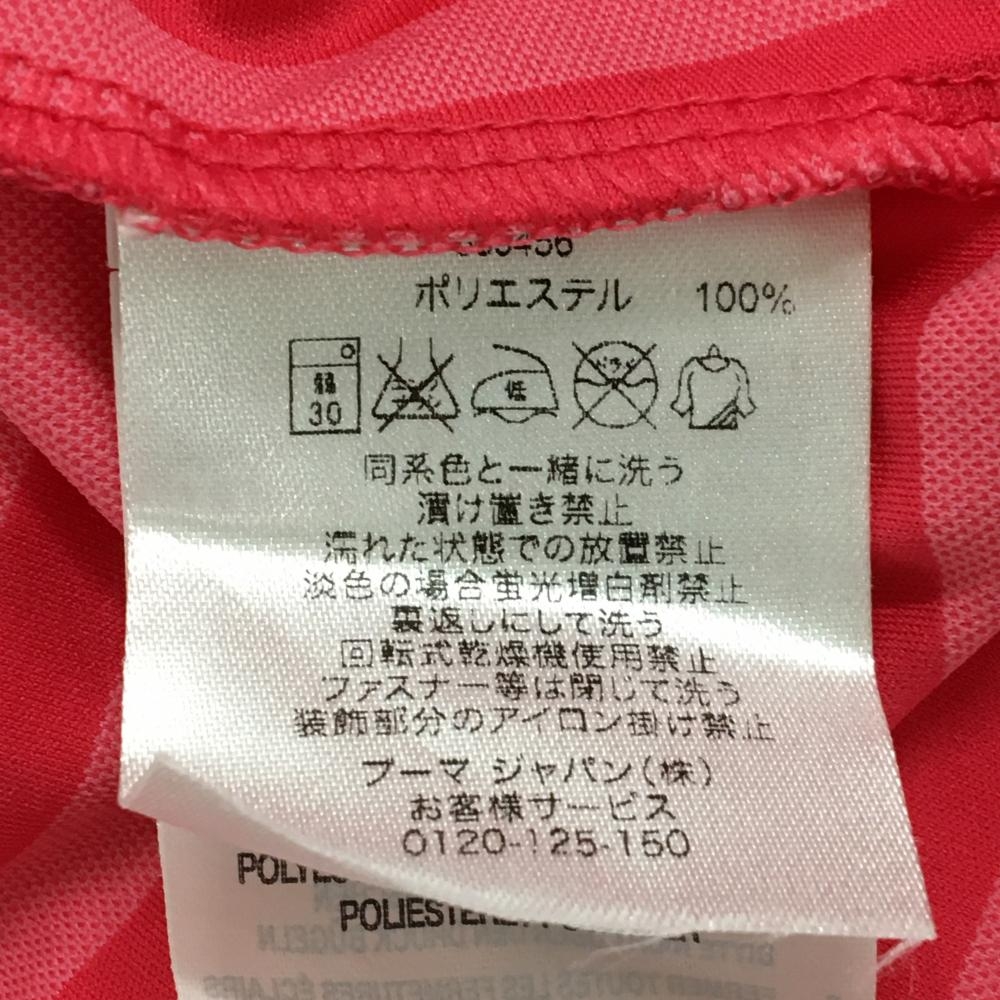 ポリエステル 100%
弱
30
低
同系色と一緒に洗う
漬け置き禁止
濡れた状態での放置禁止
淡色の場合蛍光増白剤禁止
裏返しにして洗う
回転式乾燥機使用禁止
ファスナー等は閉じて洗う
装飾部分のアイロン掛け禁止
プーマ ジャパン(株)
お客様サービス
0120-125-150